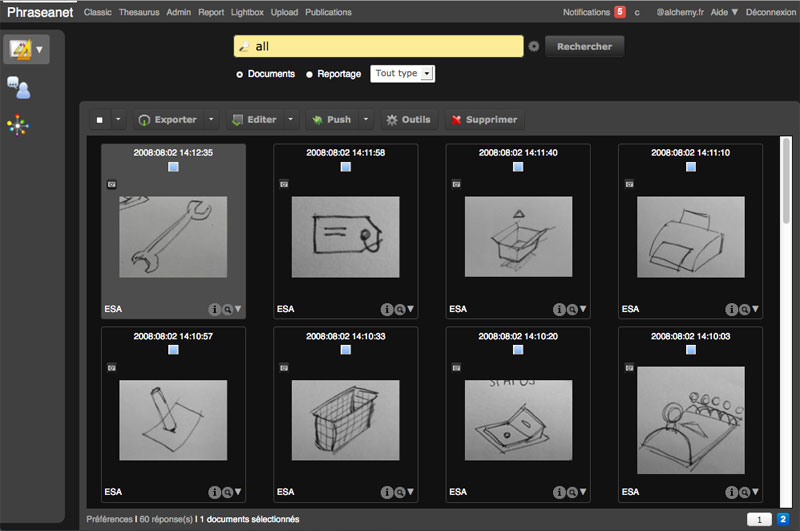 Phraseanet Classic Thesaurus Admin Report Lightbox Upload Publications Notifications 5 c @alchemy.fr Aide Déconnexion
all Rechercher
Documents Reportage Tout type
Exporter Editer Push Outils Supprimer
2008:08:02 14:12:35 2008:08:02 14:11:58 2008:08:02 14:11:40 2008:08:02 14:11:10
ESA ESA ESA ESA
2008:08:02 14:10:57 2008:08:02 14:10:33 2008:08:02 14:10:20 2008:08:02 14:10:03
STATUS
ESA ESA ESA ESA
Préférences | 60 réponse(s) | 1 documents sélectionnés 1 2